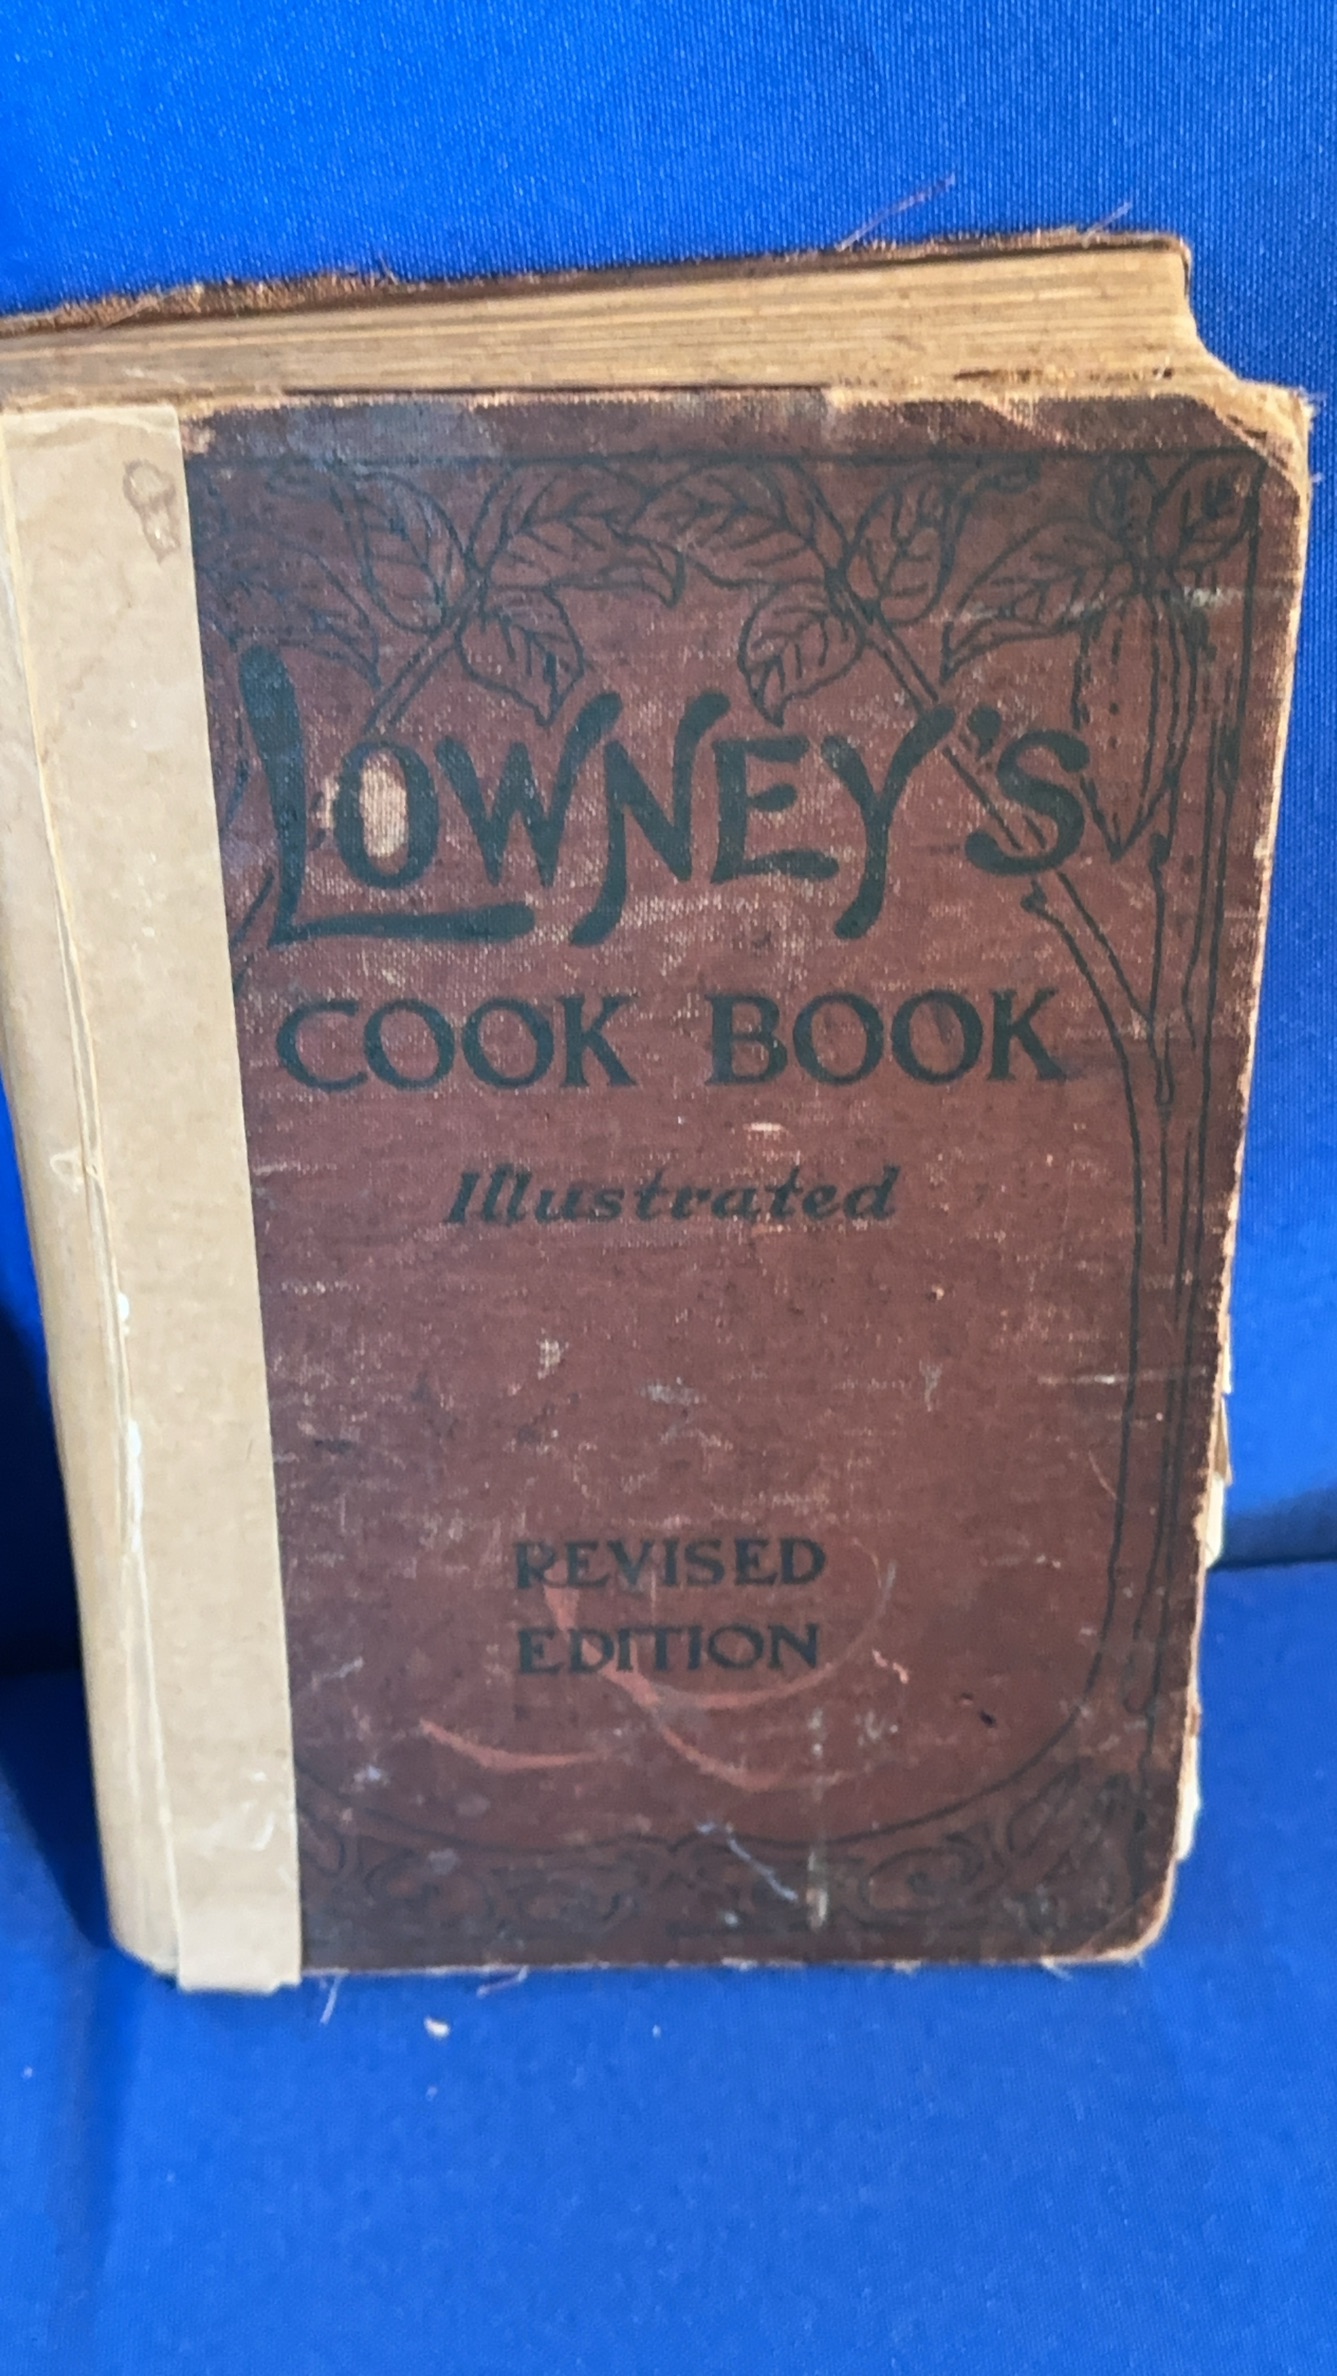 LOWNEY'S
COOK BOOK
Illustrated
REVISED
EDITION